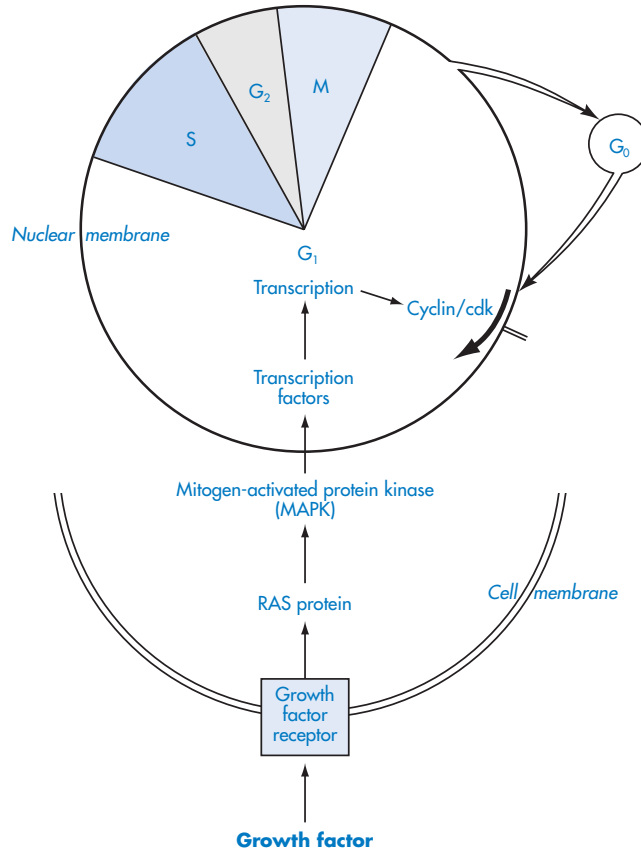 S
G₂
M
G₀
Nuclear membrane
G₁
Transcription
Cyclin/cdk
Transcription
factors
Mitogen-activated protein kinase
(MAPK)
RAS protein
Cell membrane
Growth
factor
receptor
Growth factor